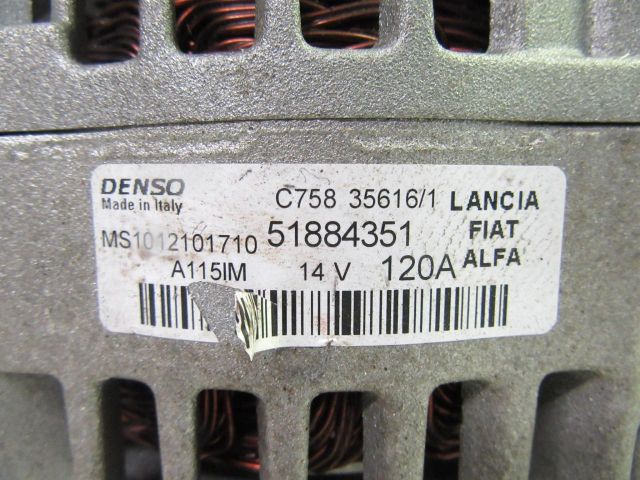 DENSO
Made in Italy
C758 35616/1
MS1012101710 51884351
A115IM 14 V 120A
LANCIA
FIAT
ALFA